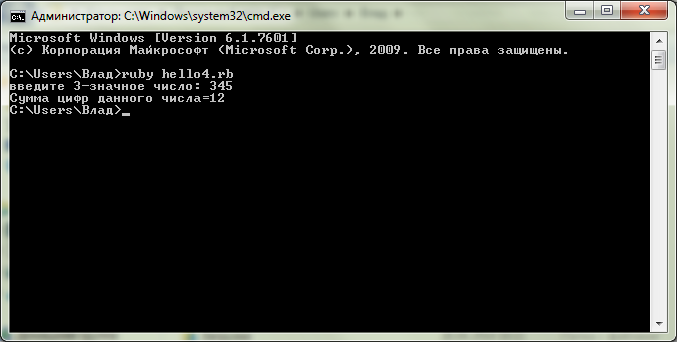 Администратор: C:\Windows\system32\cmd.exe
Microsoft Windows [Version 6.1.7601]
(c) Корпорация Майкрософт (Microsoft Corp.), 2009. Все права защищены.
C:\Users\Влад>ruby hello4.rb
введите 3-значное число: 345
Сумма цифр данного числа=12
C:\Users\Влад>_